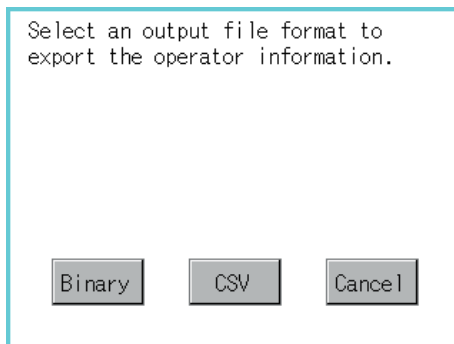 Select an output file format to
export the operator information.
Binary CSV Cancel